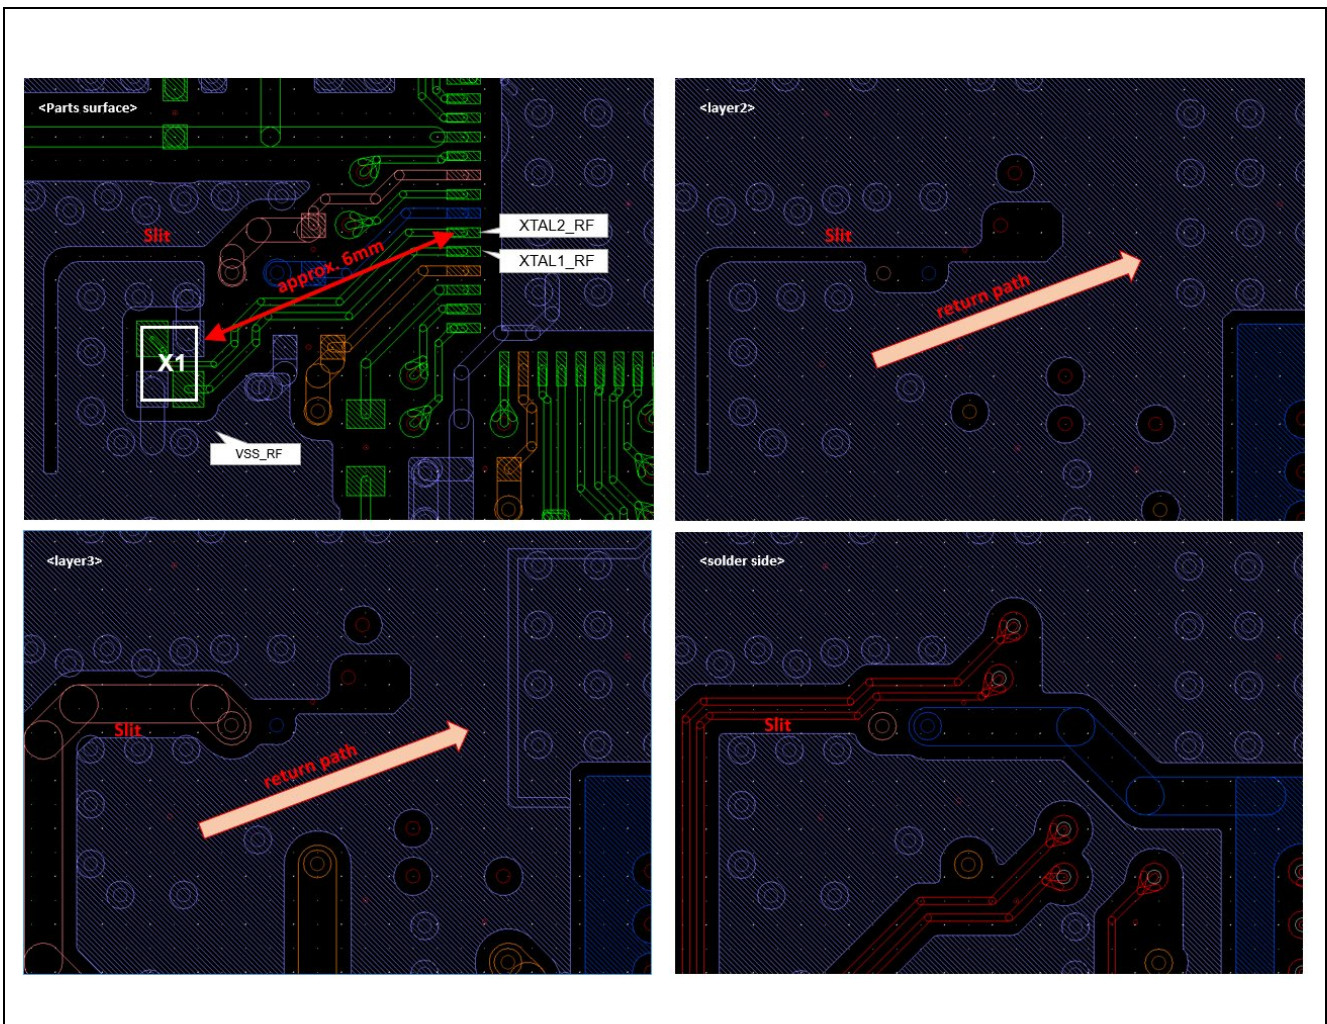 <Parts surface>
Slit
approx. 6mm
XTAL2_RF
XTAL1_RF
X1
VSS_RF
<layer2>
Slit
return path
<layer3>
Slit
return path
<solder side>
Slit